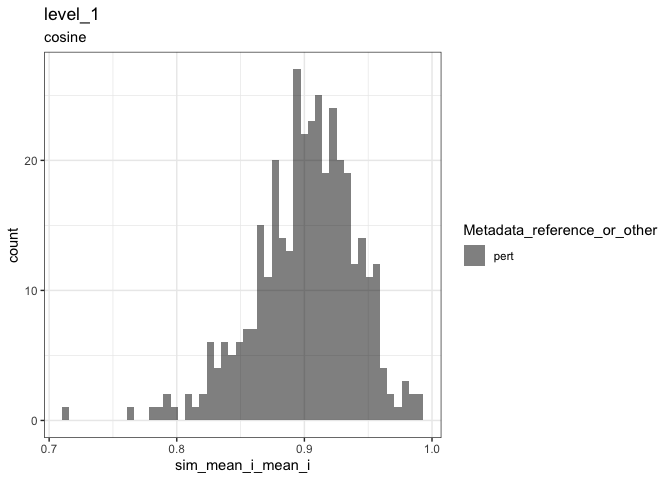 level_1
cosine
count
20
10
0
0.7 0.8 0.9 1.0
sim_mean_i_mean_i
Metadata_reference_or_other
pert